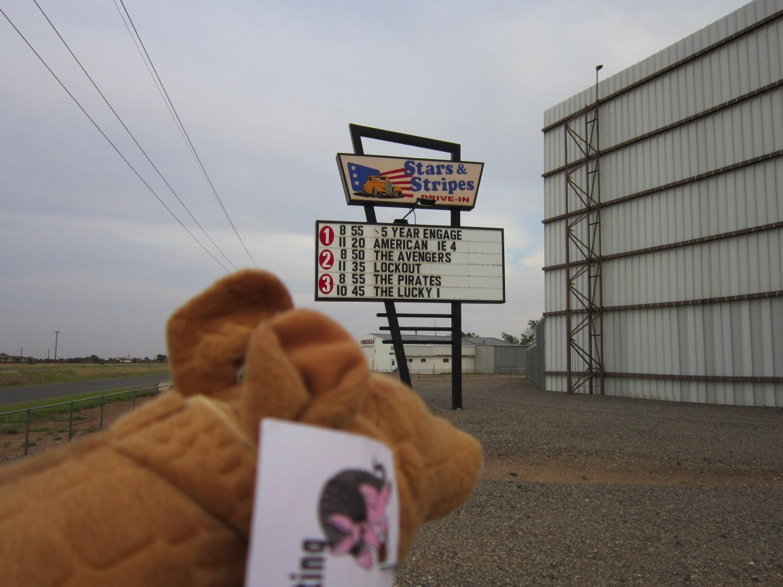 Stars &
Stripes
DRIVE-IN
1 8 55 5 YEAR ENGAGE
11 20 AMERICAN IE 4
2 8 50 THE AVENGERS
11 35 LOCKOUT
3 8 55 THE PIRATES
10 45 THE LUCKY 1
king